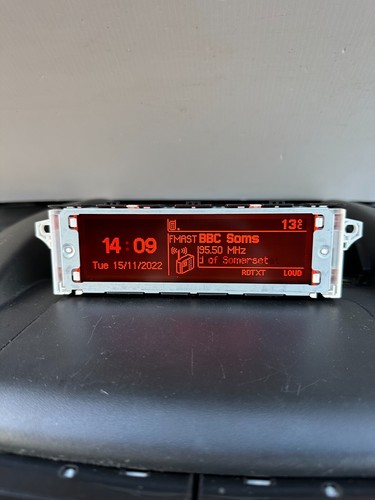 13°C
FMAST BBC Soms
14:09
95.50 MHz
d of Somerset
Tue 15/11/2022
RDTXT LOUD